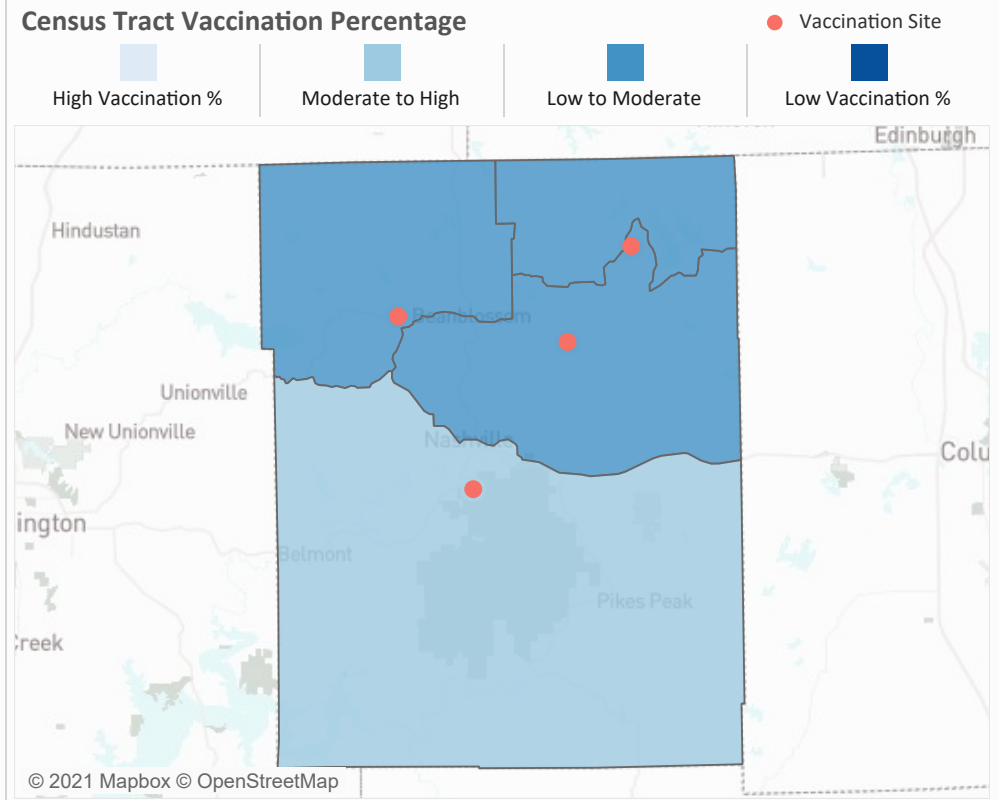 Census Tract Vaccination Percentage
Vaccination Site
High Vaccination %
Moderate to High
Low to Moderate
Low Vaccination %
Edinburgh
Hindustan
Beanblossom
Unionville
New Unionville
Nashville
Colu
ington
Belmont
Pikes Peak
Creek
© 2021 Mapbox © OpenStreetMap